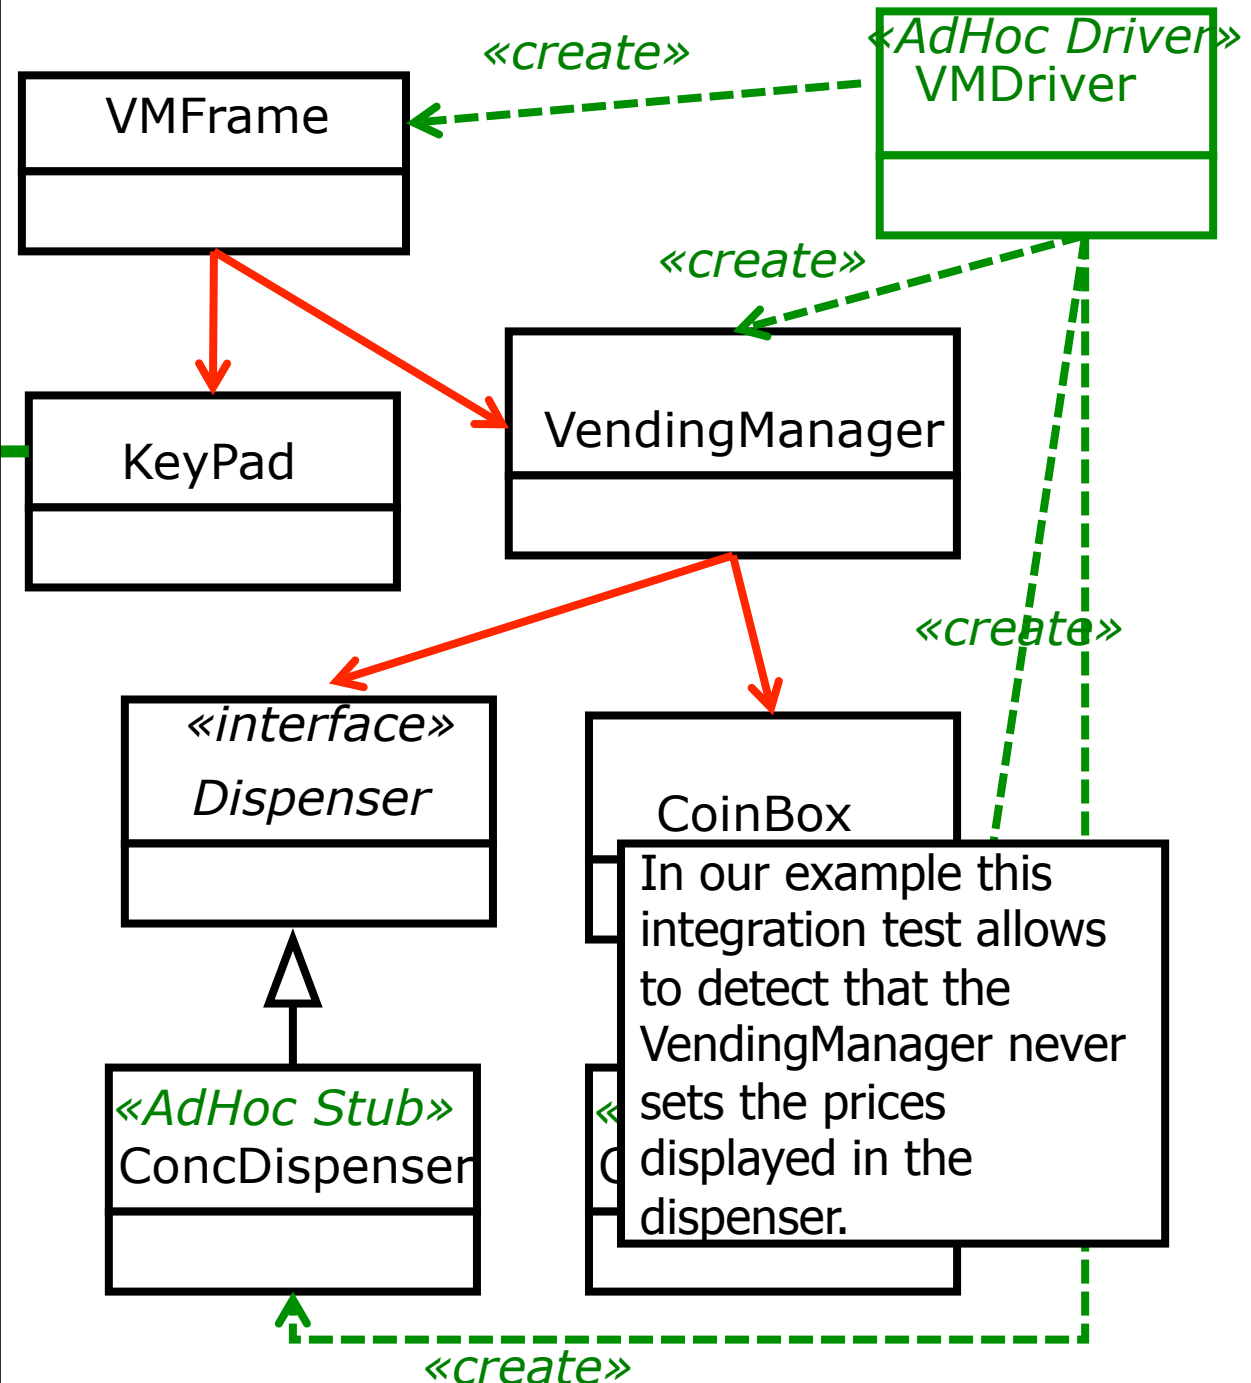 «create»
«AdHoc Driver»
VMDriver
VMFrame
«create»
VendingManager
KeyPad
«create»
«interface»
Dispenser
CoinBox
In our example this
integration test allows
to detect that the
VendingManager never
sets the prices
displayed in the
dispenser.
«AdHoc Stub»
ConcDispenser
«create»